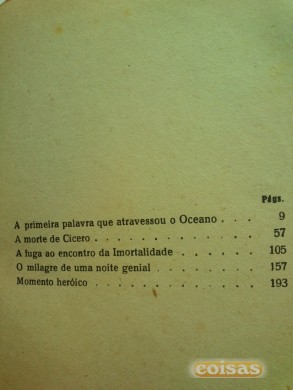 Págs.
A primeira palavra que atravessou o Oceano . . . 9
A morte de Cícero . . . . . . . . . . . 57
A fuga ao encontro da Imortalidade . . . . . . 105
O milagre de uma noite genial . . . . . . . . 157
Momento heróico . . . . . . . . . . . 193
coisas